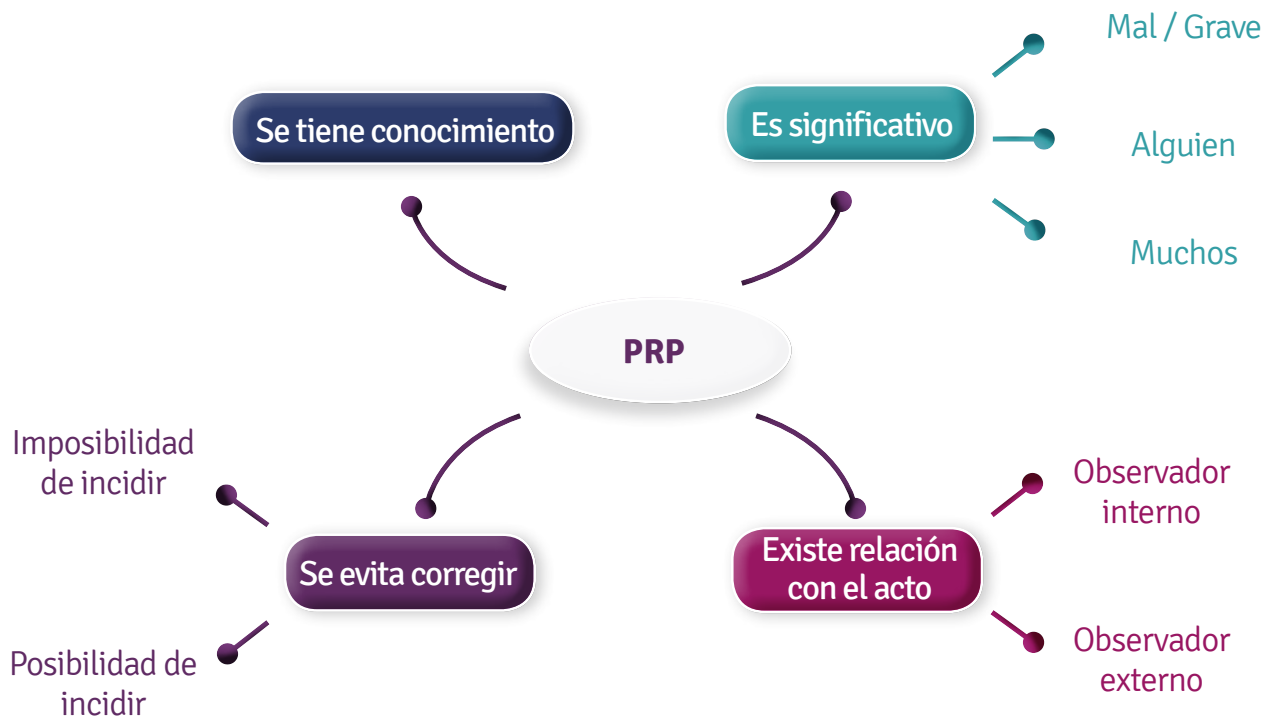 Se tiene conocimiento
Es significativo
Mal / Grave
Alguien
Muchos
PRP
Imposibilidad
de incidir
Se evita corregir
Posibilidad de
incidir
Existe relación
con el acto
Observador
interno
Observador
externo